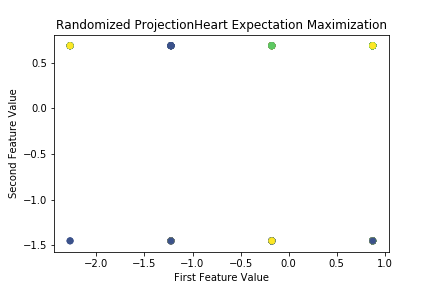 Randomized ProjectionHeart Expectation Maximization
0.5
0.0
−0.5
−1.0
−1.5
Second Feature Value
−2.0 −1.5 −1.0 −0.5 0.0 0.5 1.0
First Feature Value